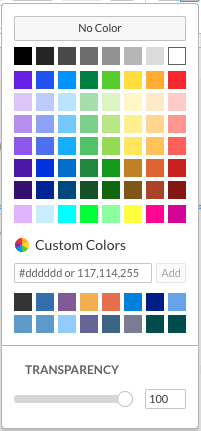 No Color
Custom Colors
#dddddd or 117,114,255 Add
TRANSPARENCY
100